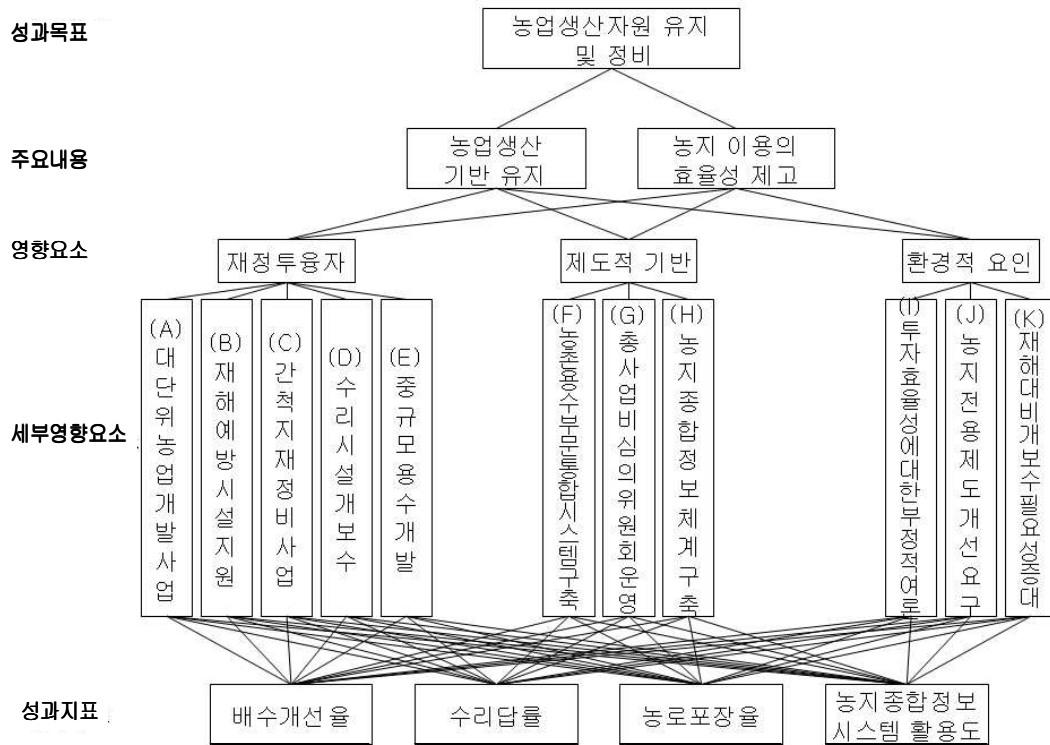 성과목표
농업생산자원 유지
및 정비
주요내용
농업생산
기반 유지
농지 이용의
효율성 제고
영향요소
재정투융자
제도적 기반
환경적 요인
세부영향요소
(A)대단위농업개발사업
(B)재해예방시설지원
(C)간척지재정비사업
(D)수리시설개보수
(E)중규모용수개발
(F)농촌용수부문통합시스템구축
(G)총사업비심의위원회운영
(H)농지종합정보체계구축
(I)투자효율성에대한부정적여론
(J)농지전용제도개선요구
(K)재해대비개보수필요성증대
성과지표
배수개선율
수리답률
농로포장율
농지종합정보
시스템 활용도